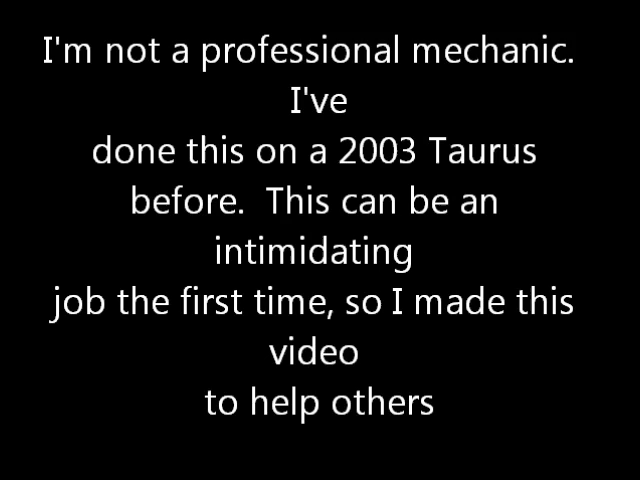 I'm not a professional mechanic.
I've
done this on a 2003 Taurus
before.  This can be an
intimidating
job the first time, so I made this
video
to help others